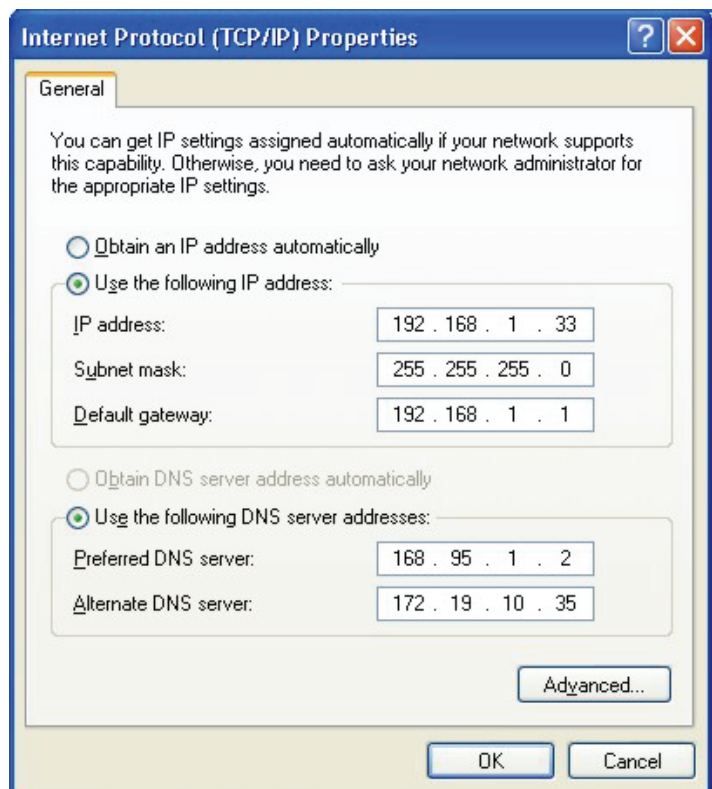 Internet Protocol (TCP/IP) Properties
General
You can get IP settings assigned automatically if your network supports
this capability. Otherwise, you need to ask your network administrator for
the appropriate IP settings.
Obtain an IP address automatically
Use the following IP address:
IP address: 192 . 168 . 1 . 33
Subnet mask: 255 . 255 . 255 . 0
Default gateway: 192 . 168 . 1 . 1
Obtain DNS server address automatically
Use the following DNS server addresses:
Preferred DNS server: 168 . 95 . 1 . 2
Alternate DNS server: 172 . 19 . 10 . 35
Advanced...
OK Cancel